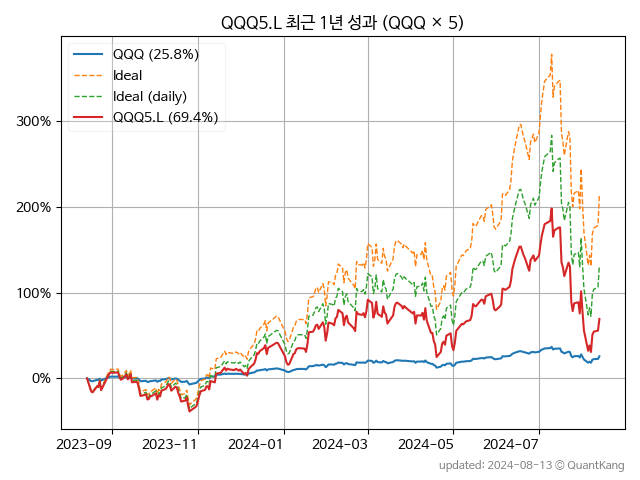 QQQ5.L 최근 1년 성과 (QQQ × 5)
QQQ (25.8%)
Ideal
Ideal (daily)
QQQ5.L (69.4%)
300%
200%
100%
0%
2023-09 2023-11 2024-01 2024-03 2024-05 2024-07
updated: 2024-08-13 © QuantKang